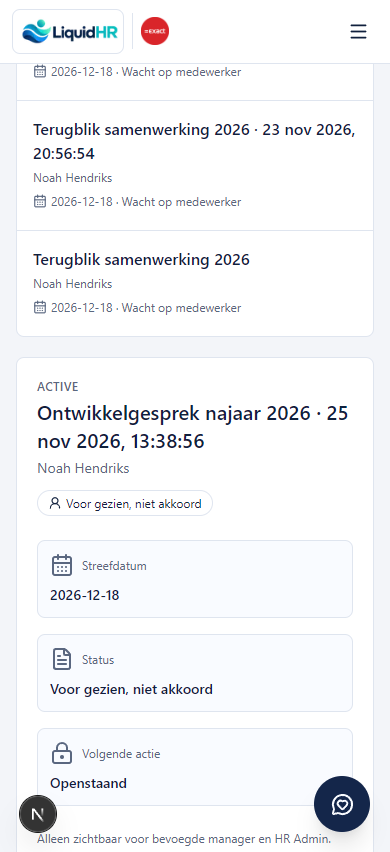 LiquidHR
=exact
2026-12-18 · Wacht op medewerker
Terugblik samenwerking 2026 · 23 nov 2026,
20:56:54
Noah Hendriks
2026-12-18 · Wacht op medewerker
Terugblik samenwerking 2026
Noah Hendriks
2026-12-18 · Wacht op medewerker
ACTIVE
Ontwikkelgesprek najaar 2026 · 25
nov 2026, 13:38:56
Noah Hendriks
Voor gezien, niet akkoord
Streefdatum
2026-12-18
Status
Voor gezien, niet akkoord
Volgende actie
Openstaand
N
Alleen zichtbaar voor bevoegde manager en HR Admin.